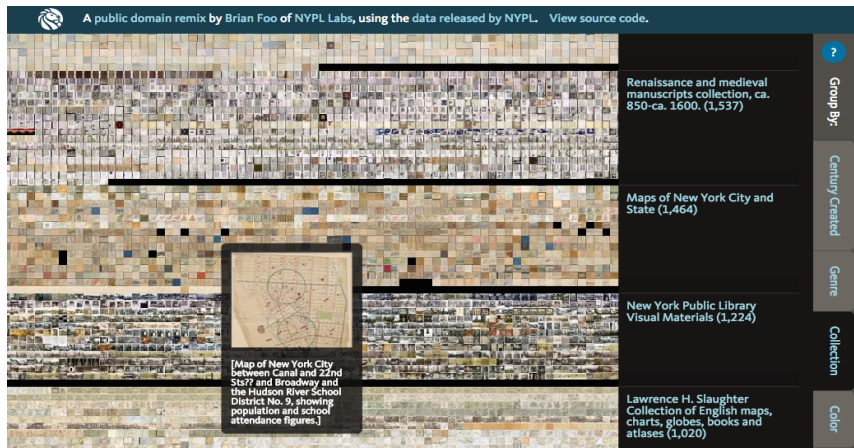 A public domain remix by Brian Foo of NYPL Labs, using the data released by NYPL. View source code.
?
Group By:
Century Created
Genre
Collection
Color
Renaissance and medieval
manuscripts collection, ca.
850-ca. 1600. (1,537)
Maps of New York City and
State (1,464)
New York Public Library
Visual Materials (1,224)
Lawrence H. Slaughter
Collection of English maps,
charts, globes, books and
atlases (1,020)
[Map of New York City
between Canal and 22nd
Sts?? and Broadway and
the Hudson River School
District No. 9, showing
population and school
attendance figures.]